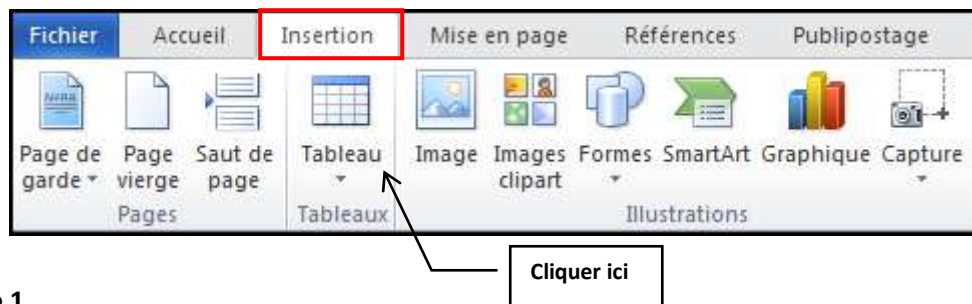 Fichier Accueil Insertion Mise en page Références Publipostage
Page de garde
Page vierge
Saut de page
Tableau
Image
Images clipart
Formes
SmartArt
Graphique
Capture
Pages Tableaux Illustrations
Cliquer ici
1